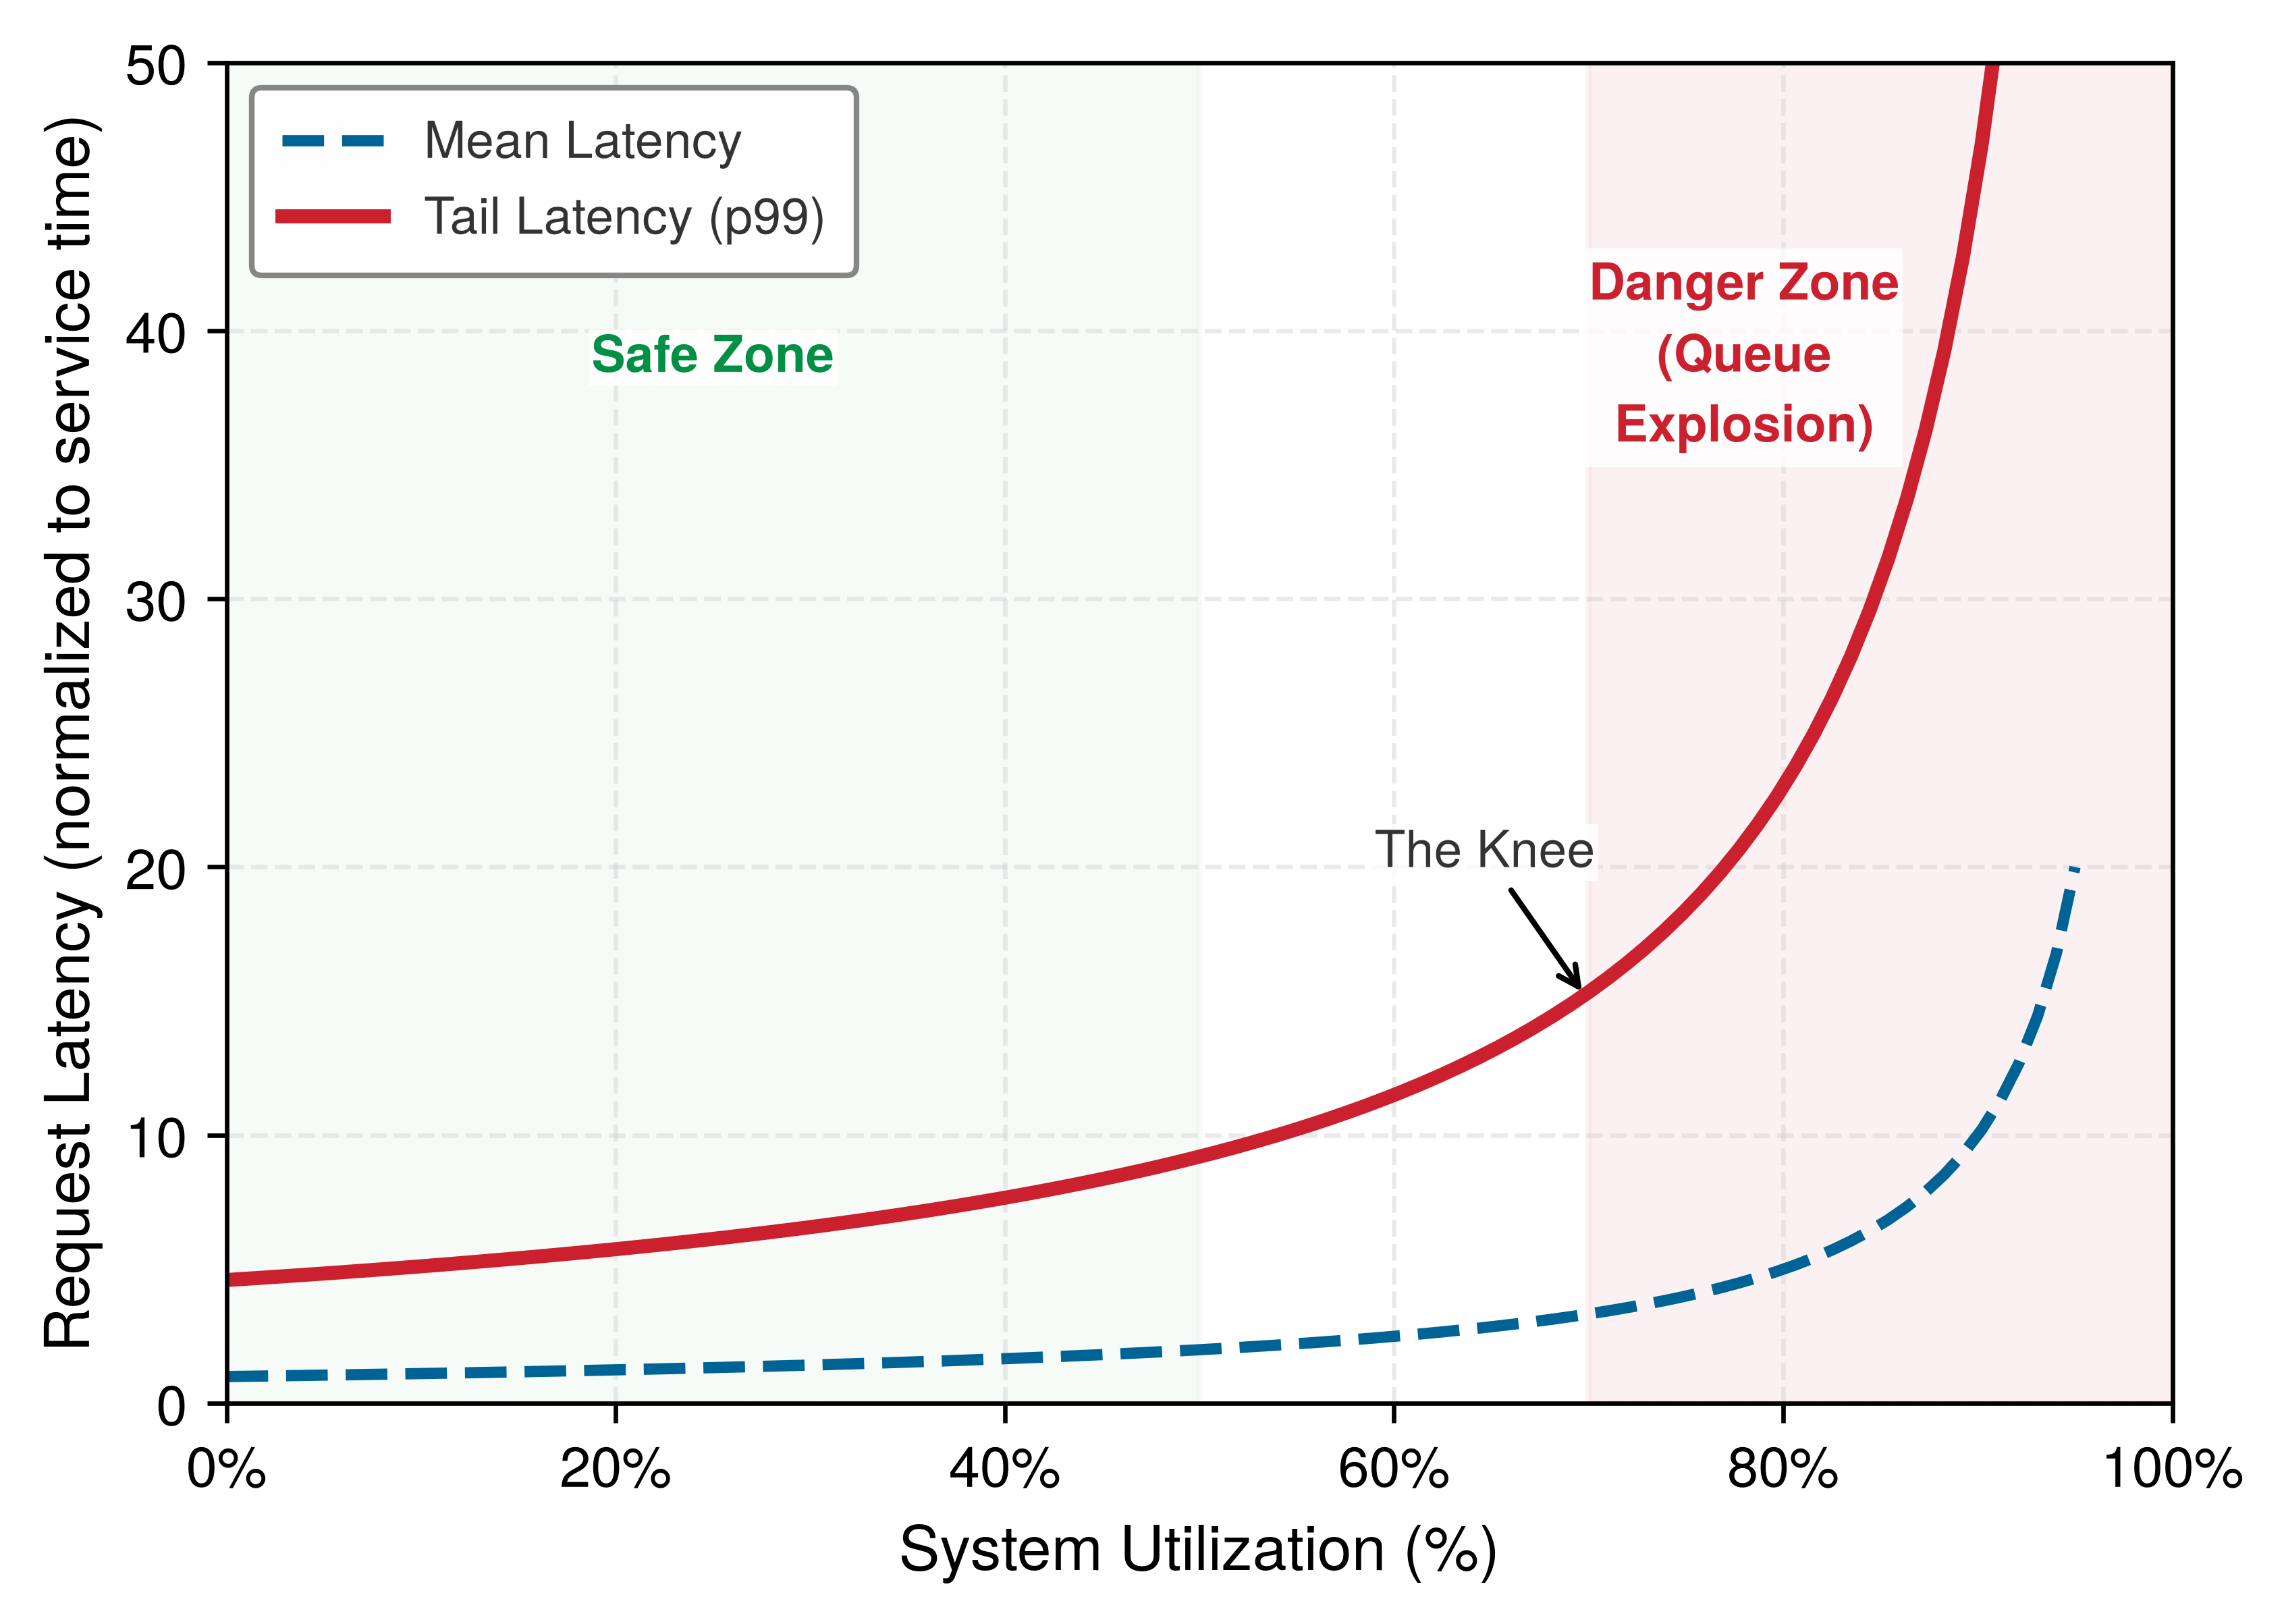 Request Latency (normalized to service time)
50
40
30
20
10
0
Mean Latency
Tail Latency (p99)
Safe Zone
Danger Zone
(Queue
Explosion)
The Knee
0%
20%
40%
60%
80%
100%
System Utilization (%)